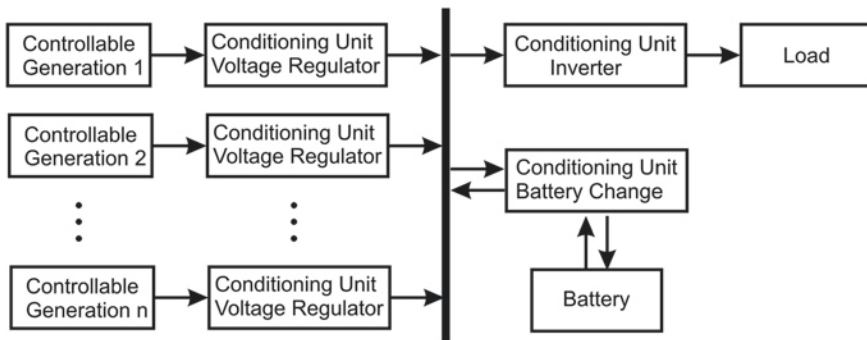 Controllable
Generation 1
Conditioning Unit
Voltage Regulator
Conditioning Unit
Inverter
Load
Controllable
Generation 2
Conditioning Unit
Voltage Regulator
Conditioning Unit
Battery Change
Controllable
Generation n
Conditioning Unit
Voltage Regulator
Battery